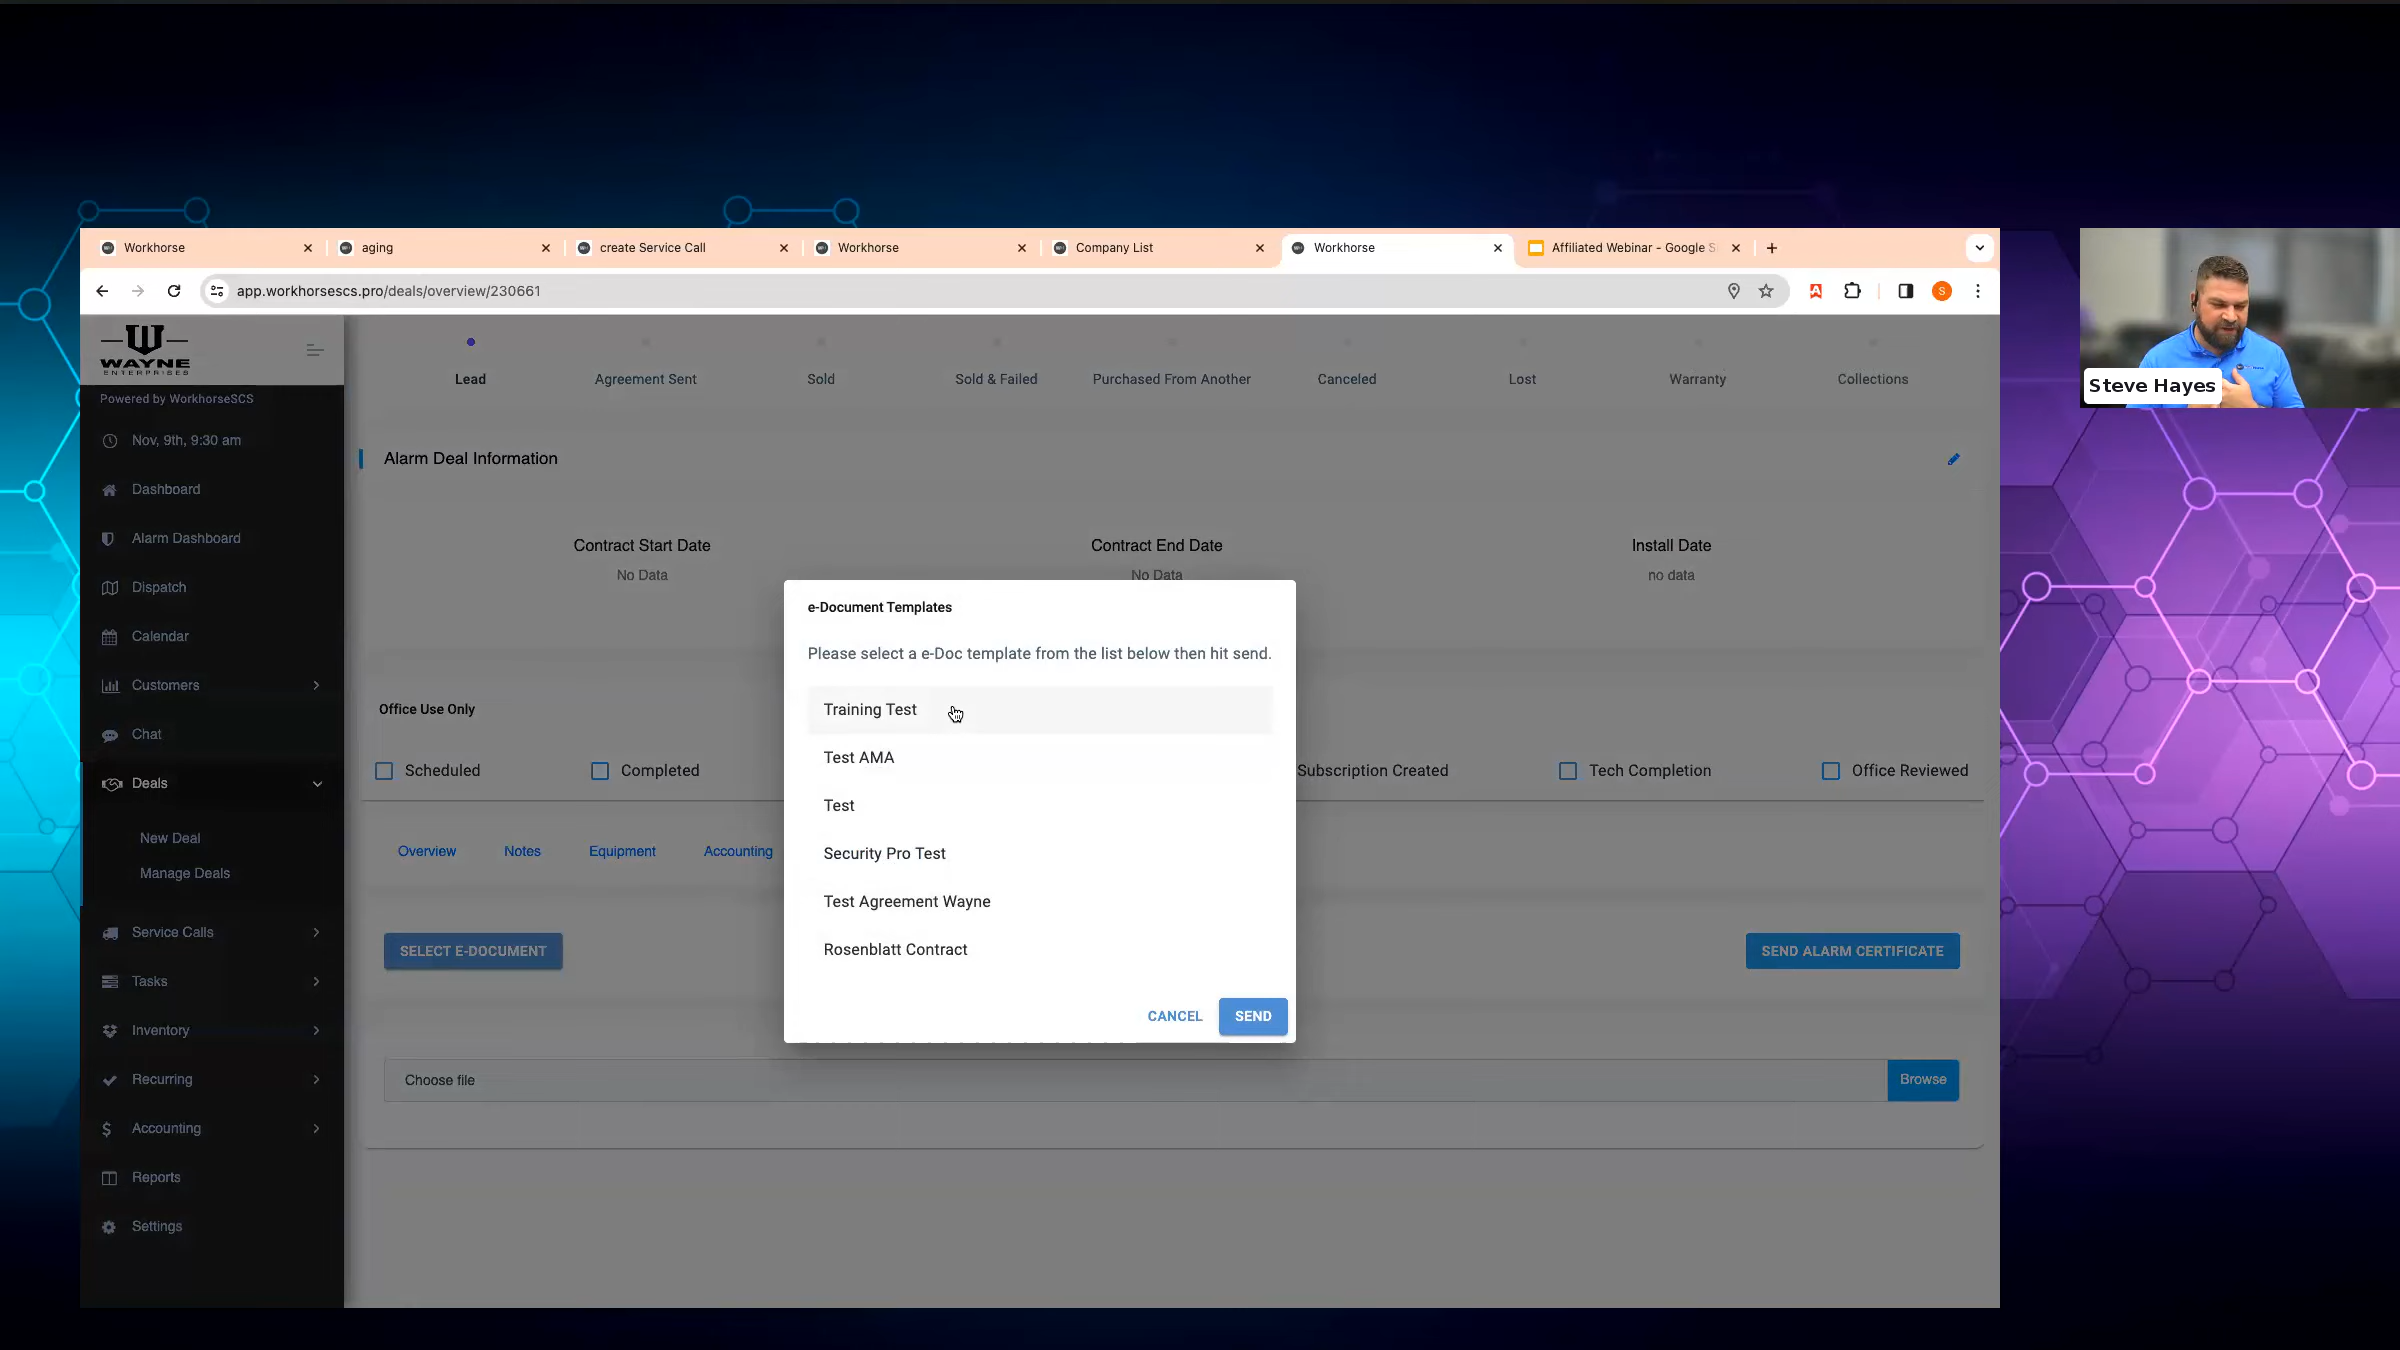 Workhorse
aging
create Service Call
Workhorse
Company List
Workhorse
Affiliated Webinar - Google S
app.workhorsescs.pro/deals/overview/230661
S
WAYNE
ENTERPRISES
Powered by WorkhorseSCS
Nov, 9th, 9:30 am
Dashboard
Alarm Dashboard
Dispatch
Calendar
Customers
Chat
Deals
New Deal
Manage Deals
Service Calls
Tasks
Inventory
Recurring
Accounting
Reports
Settings
Lead
Agreement Sent
Sold
Sold & Failed
Purchased From Another
Canceled
Lost
Warranty
Collections
Alarm Deal Information
Contract Start Date
No Data
Contract End Date
No Data
Install Date
no data
Office Use Only
Scheduled
Completed
Subscription Created
Tech Completion
Office Reviewed
Overview
Notes
Equipment
Accounting
SELECT E-DOCUMENT
SEND ALARM CERTIFICATE
Choose file
Browse
e-Document Templates
Please select a e-Doc template from the list below then hit send.
Training Test
Test AMA
Test
Security Pro Test
Test Agreement Wayne
Rosenblatt Contract
CANCEL
SEND
Steve Hayes